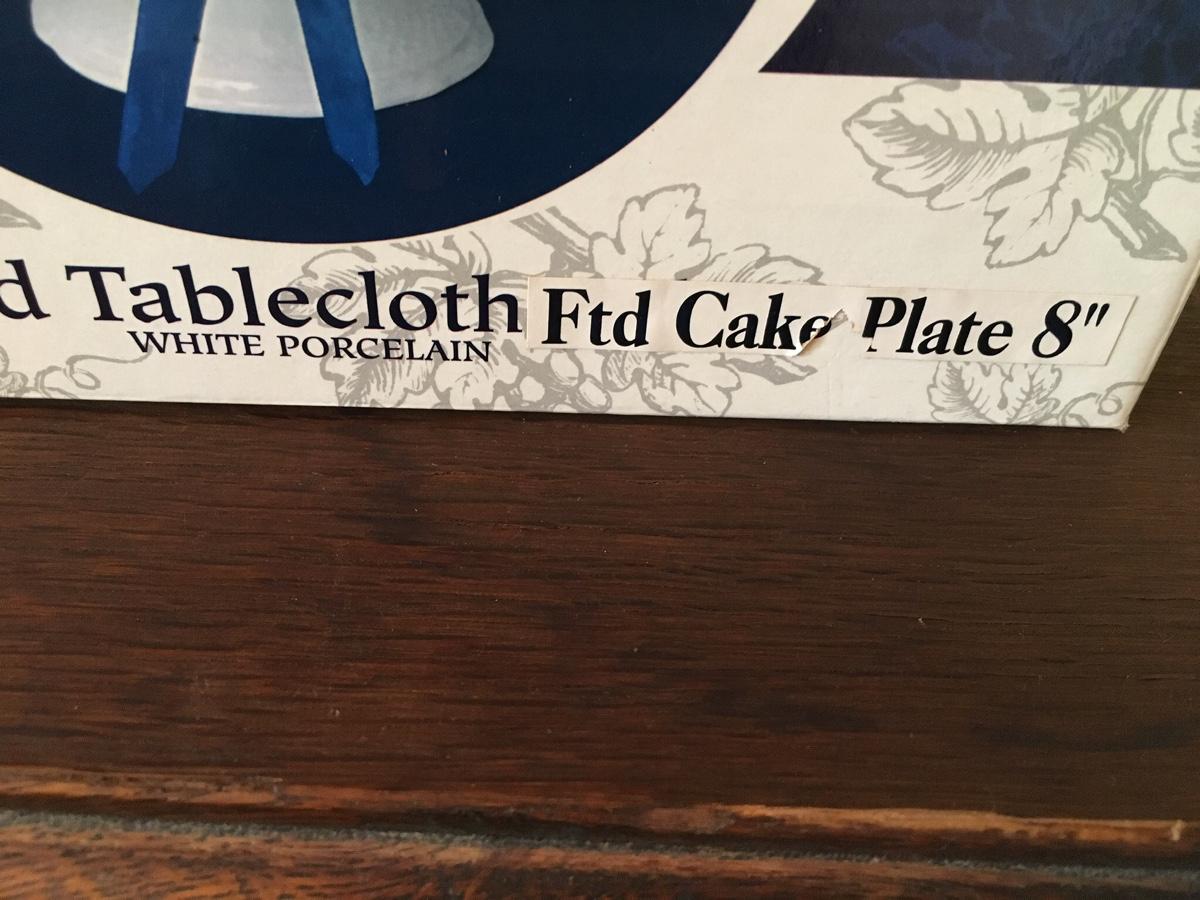 d Tablecloth Ftd Cake Plate 8"
WHITE PORCELAIN